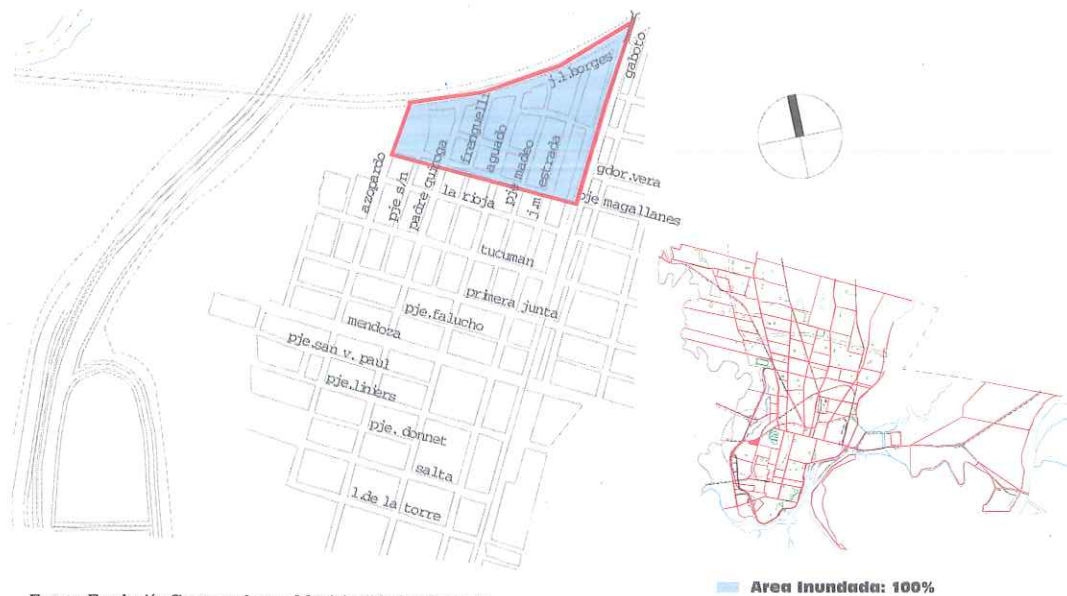 gaboto
j.l.borges
frenguelli
aguado
pje madeo
j.m estrada
azopardo
pje s/n
padre quiroga
gdor.vera
la rioja
pje magallanes
tucuman
primera junta
pje.falucho
mendoza
pje.san v. paul
pje.liniers
pje. donnet
salta
l.de la torre
Area Inundada: 100%